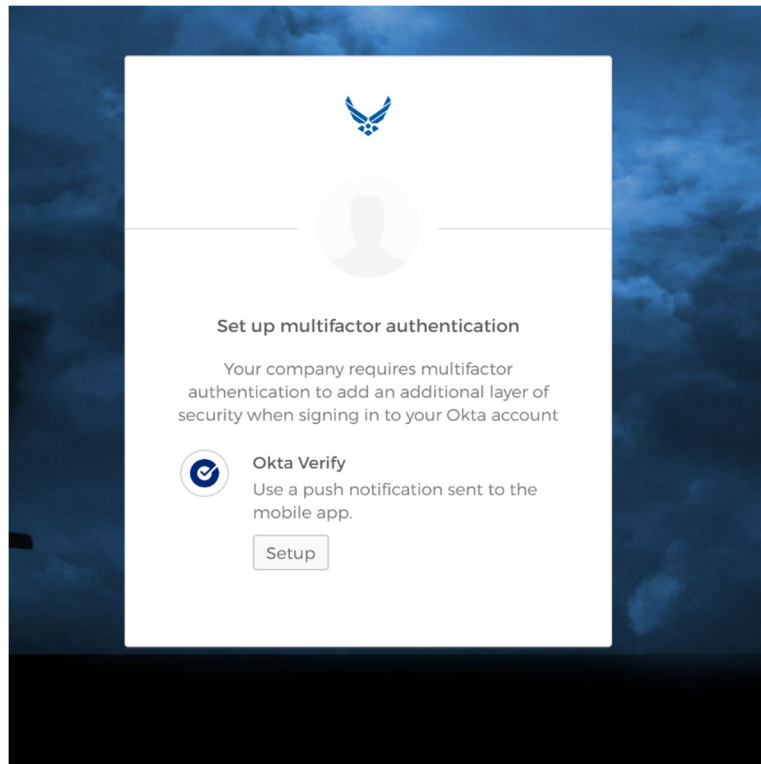 Set up multifactor authentication
Your company requires multifactor
authentication to add an additional layer of
security when signing in to your Okta account
Okta Verify
Use a push notification sent to the
mobile app.
Setup